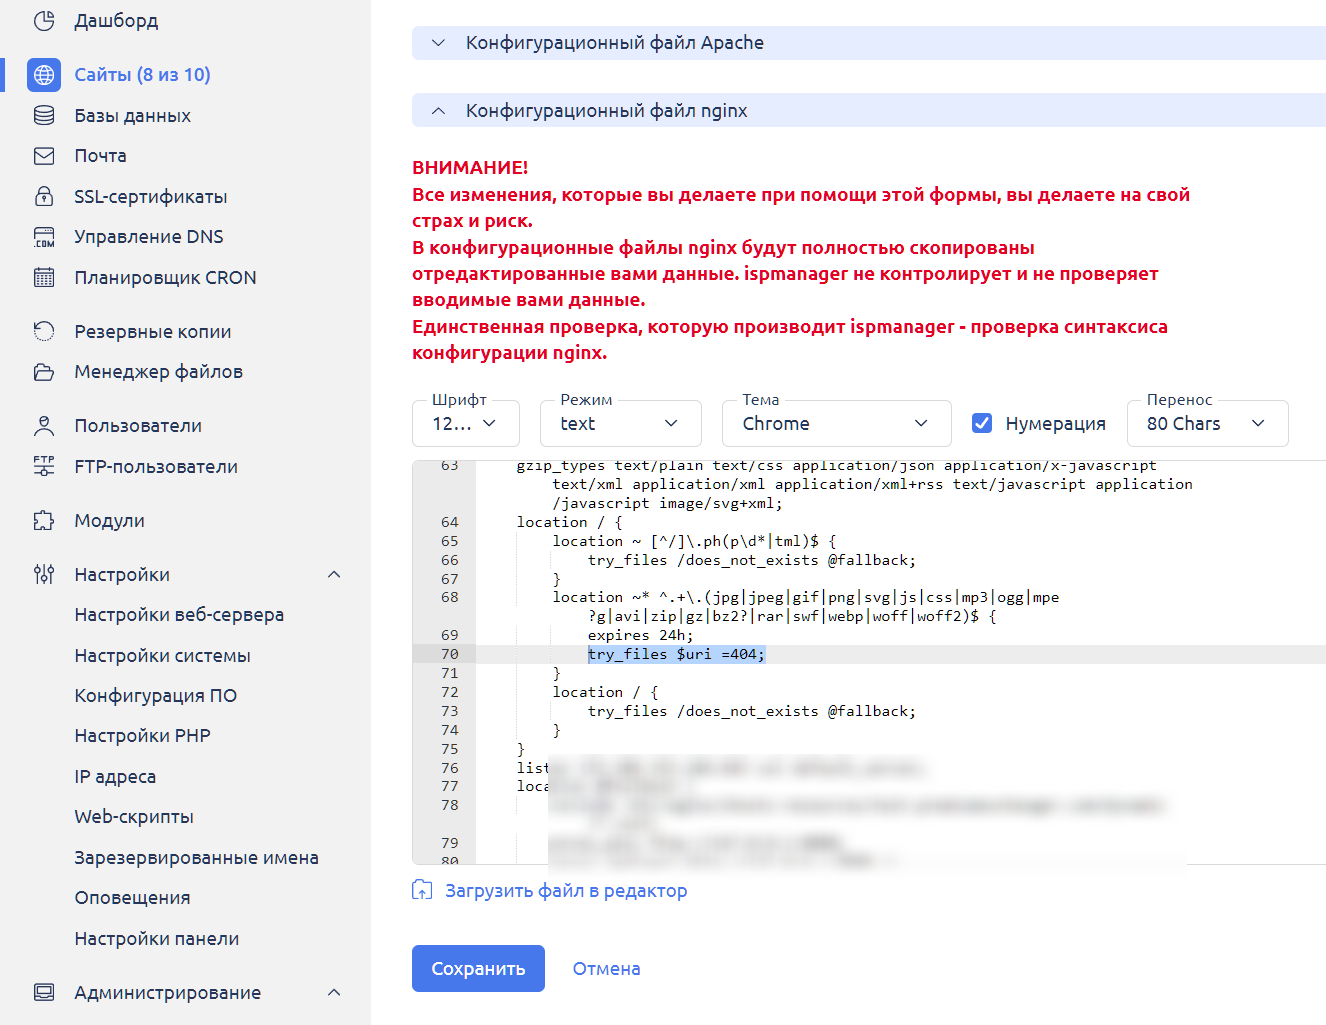 Дашборд
Сайты (8 из 10)
Базы данных
Почта
SSL-сертификаты
.COM
Управление DNS
Планировщик CRON
Резервные копии
Менеджер файлов
Пользователи
FTP
FTP-пользователи
Модули
Настройки
Настройки веб-сервера
Настройки системы
Конфигурация ПО
Настройки PHP
IP адреса
Web-скрипты
Зарезервированные имена
Оповещения
Настройки панели
Администрирование
Конфигурационный файл Apache
Конфигурационный файл nginx
ВНИМАНИЕ!
Все изменения, которые вы делаете при помощи этой формы, вы делаете на свой
страх и риск.
В конфигурационные файлы nginx будут полностью скопированы
отредактированные вами данные. ispmanager не контролирует и не проверяет
вводимые вами данные.
Единственная проверка, которую производит ispmanager - проверка синтаксиса
конфигурации nginx.
Шрифт
12...
Режим
text
Тема
Chrome
Нумерация
Перенос
80 Chars
63 gzip_types text/plain text/css application/json application/x-javascript
text/xml application/xml application/xml+rss text/javascript application
/javascript image/svg+xml;
64 location / {
65 location ~ [^/]\.ph(p\d*|tml)$ {
66 try_files /does_not_exists @fallback;
67 }
68 location ~* ^.+\.(jpg|jpeg|gif|png|svg|js|css|mp3|ogg|mpe
?g|avi|zip|gz|bz2?|rar|swf|webp|woff|woff2)$ {
69 expires 24h;
70 try_files $uri =404;
71 }
72 location / {
73 try_files /does_not_exists @fallback;
74 }
75 }
76
77
78
79
80
Загрузить файл в редактор
Сохранить
Отмена